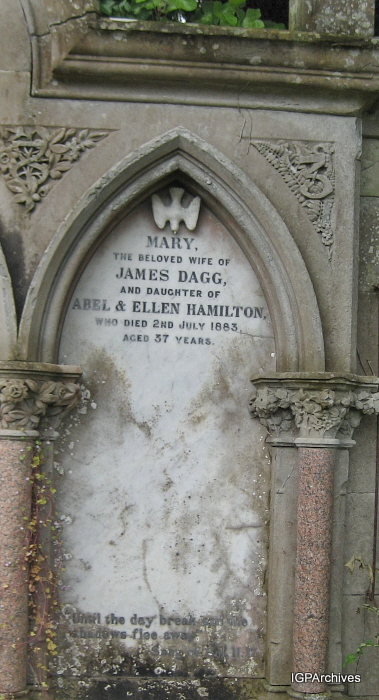 MARY,
THE BELOVED WIFE OF
JAMES DAGG,
AND DAUGHTER OF
ABEL & ELLEN HAMILTON,
WHO DIED 2ND JULY 1883,
AGED 37 YEARS.
Until the day break and the
shadows flee away
IGPArchives